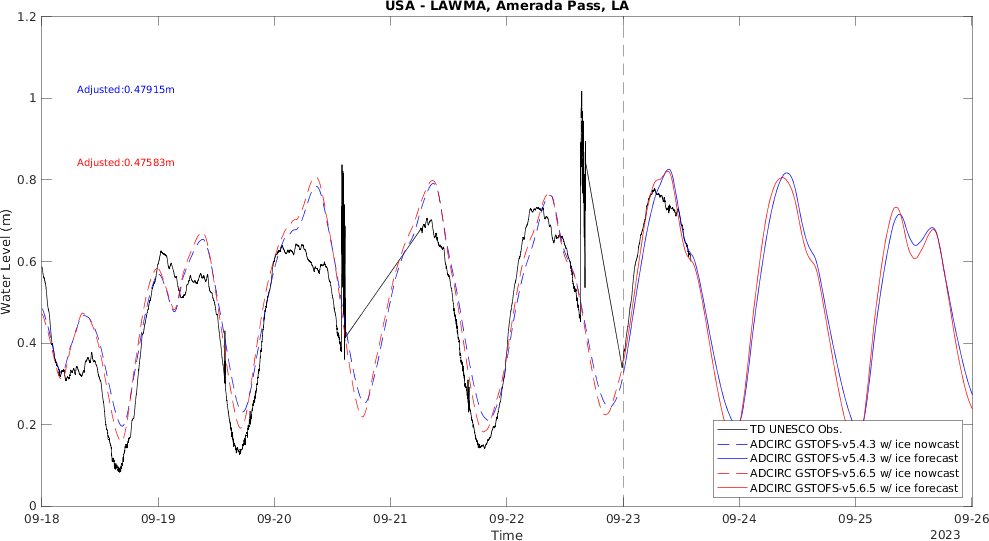 USA - LAWMA, Amerada Pass, LA
1.2
1
0.8
0.6
0.4
0.2
0
Water Level (m)
Adjusted:0.47915m
Adjusted:0.47583m
TD UNESCO Obs.
ADCIRC GSTOFS-v5.4.3 w/ ice nowcast
ADCIRC GSTOFS-v5.4.3 w/ ice forecast
ADCIRC GSTOFS-v5.6.5 w/ ice nowcast
ADCIRC GSTOFS-v5.6.5 w/ ice forecast
09-18 09-19 09-20 09-21 09-22 09-23 09-24 09-25 09-26
Time
2023